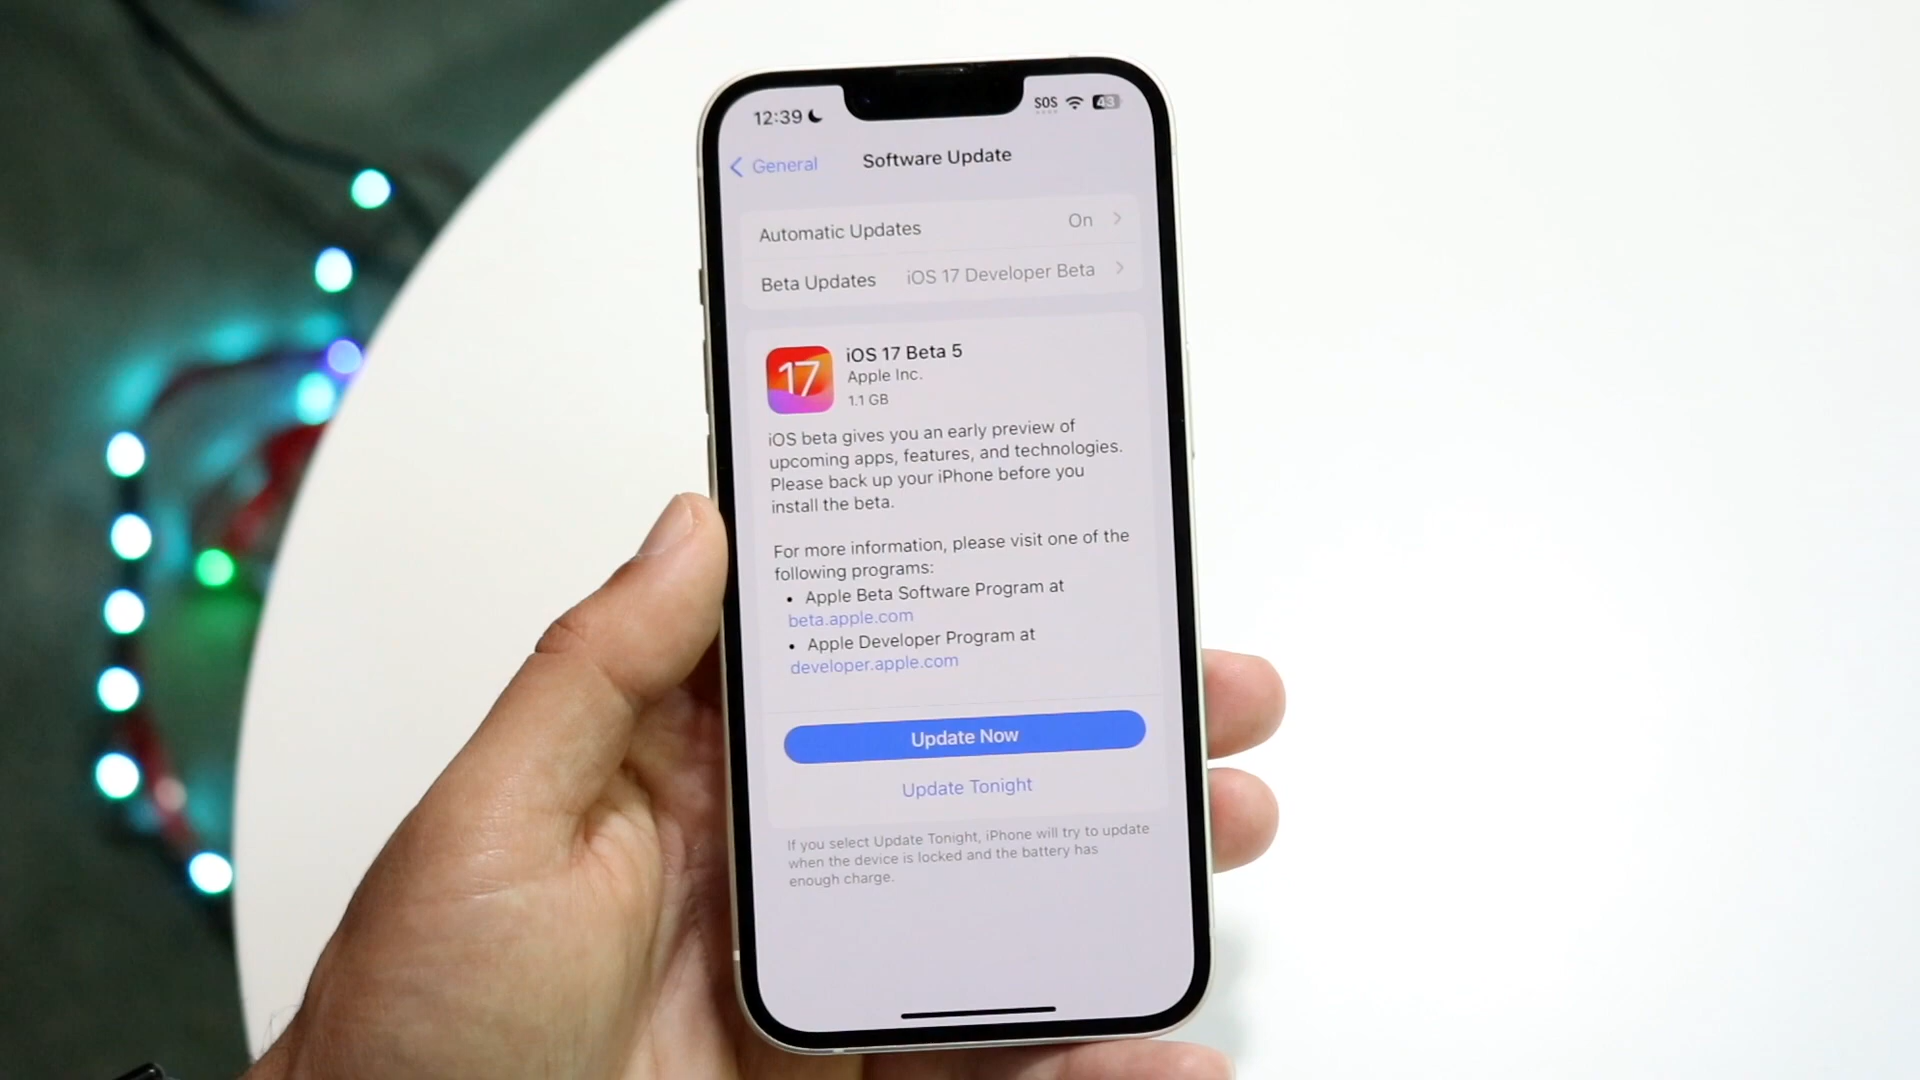 12:39 SOS 43
General Software Update
Automatic Updates On
Beta Updates iOS 17 Developer Beta
17
iOS 17 Beta 5
Apple Inc.
1.1 GB
iOS beta gives you an early preview of
upcoming apps, features, and technologies.
Please back up your iPhone before you
install the beta.
For more information, please visit one of the
following programs:
• Apple Beta Software Program at
beta.apple.com
• Apple Developer Program at
developer.apple.com
Update Now
Update Tonight
If you select Update Tonight, iPhone will try to update
when the device is locked and the battery has
enough charge.